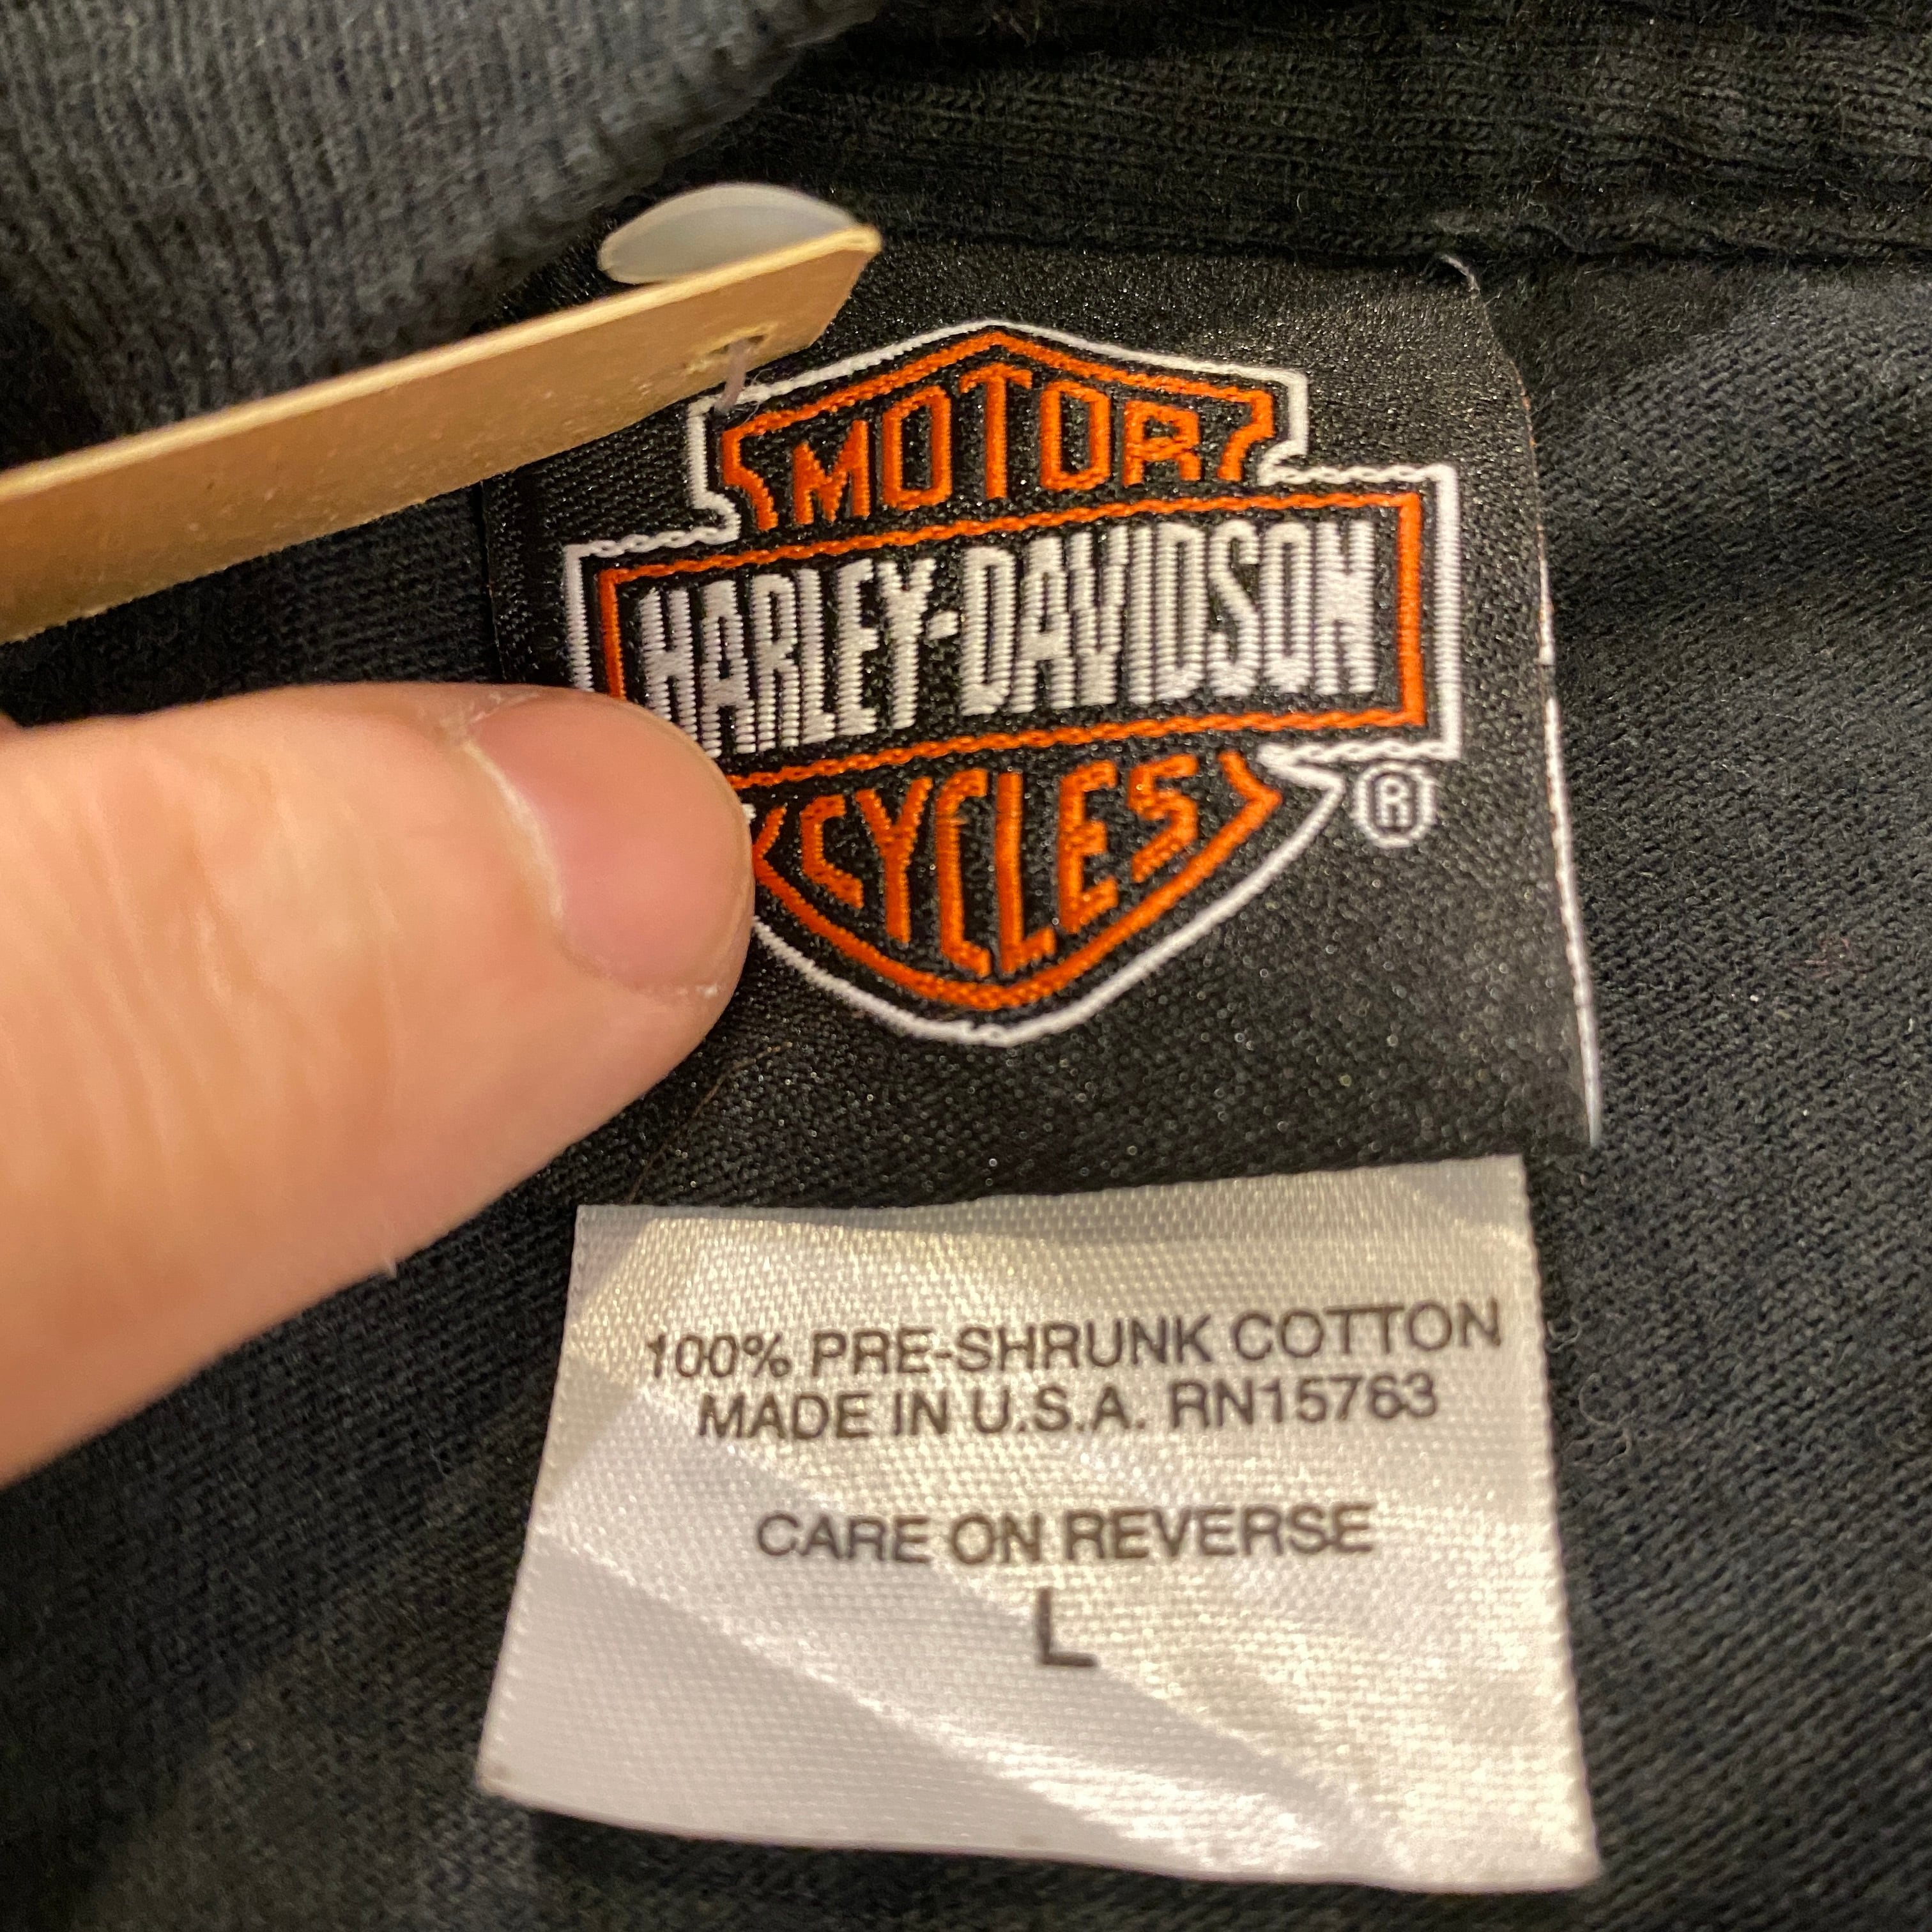 MOTOR
HARLEY-DAVIDSON
CYCLES
®
100% PRE-SHRUNK COTTON
MADE IN U.S.A. RN15763
CARE ON REVERSE
L